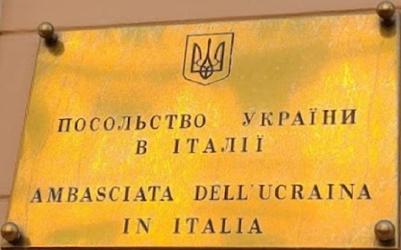 ПОСОЛЬСТВО УКРАЇНИ
В ІТАЛІЇ
AMBASCIATA DELL'UCRAINA
IN ITALIA